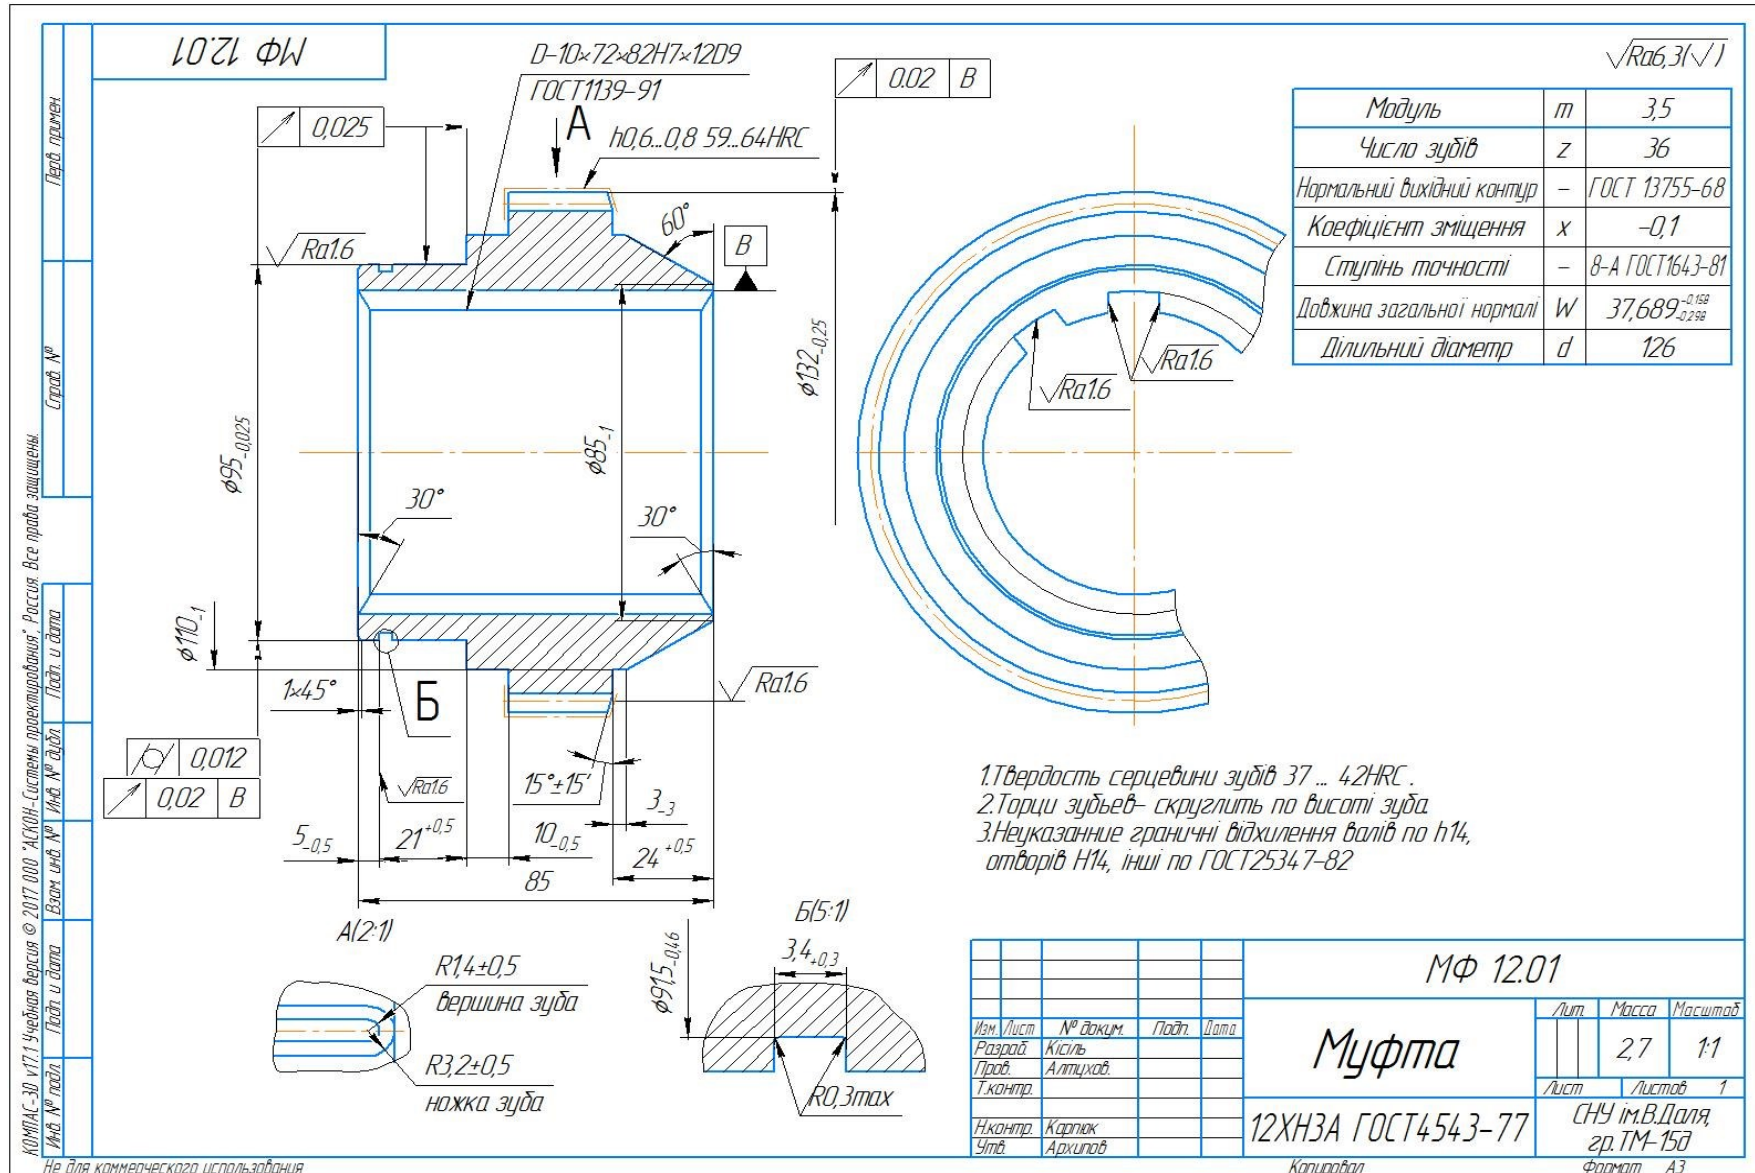 МФ 12.01
D-10×72×82H7×12D9
ГОСТ1139-91
0,025
А
h0,6...0,8 59...64HRC
0.02 В
√Ra6,3(√)
Модуль m 3,5
Число зубів z 36
Нормальний вихідний контур - ГОСТ 13755-68
Коефіцієнт зміщення x -0,1
Ступінь точності - 8-А ГОСТ1643-81
Довжина загальної нормалі W 37,689 -0,158 -0,298
Ділильний діаметр d 126
√Ra1.6
60°
В
ϕ95-0,025
ϕ85-1
ϕ132-0,25
√Ra1.6
√Ra1.6
30°
30°
ϕ110-1
1×45°
Б
√Ra1.6
0,012
0,02 В
√Ra1.6
15°±15'
3-3
5-0,5
21+0,5
10-0,5
24+0,5
85
1.Твердость серцевини зубів 37 ... 42HRC .
2.Торци зубьев- скруглить по висоті зуба
3.Неуказанние граничні відхилення валів по h14,
отворів Н14, інші по ГОСТ25347-82
А(2:1)
R1,4±0,5
вершина зуба
R3,2±0,5
ножка зуба
Б(5:1)
3,4+0,3
ϕ91,5-0,46
R0,3max
МФ 12.01
Изм. Лист № докум. Подп. Дата
Разраб. Кісіль
Пров. Алтухов.
Т.контр.
Н.контр. Карпюк
Утв. Архипов
Муфта
Лит. Масса Масштаб
2,7 1:1
Лист Листов 1
12ХН3А ГОСТ4543-77
СНУ ім.В.Даля,
гр.ТМ-15д
Перв. примен.
Справ. №
Подп. и дата
Инв. № дубл.
Взам. инв. №
Подп. и дата
Инв. № подл.
КОМПАС-3D v17.1 Учебная версия © 2017 ООО "АСКОН-Системы проектирования", Россия. Все права защищены.
Не для коммерческого использования
Копировал
Формат А3